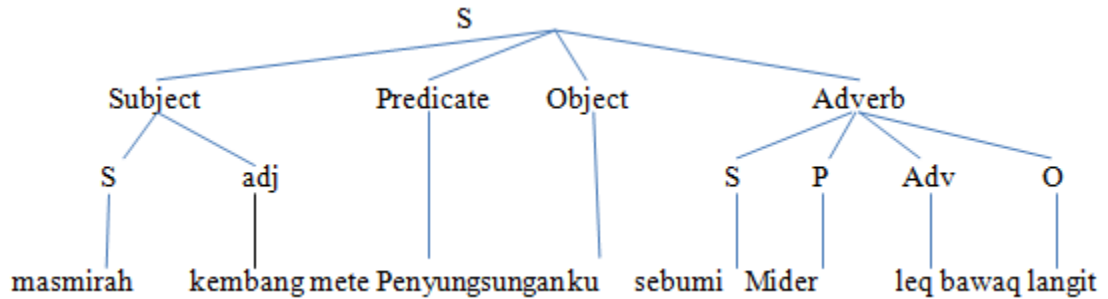 S
Subject Predicate Object Adverb
S adj S P Adv O
masmirah kembang mete Penyungsunganku sebumi Mider leq bawaq langit